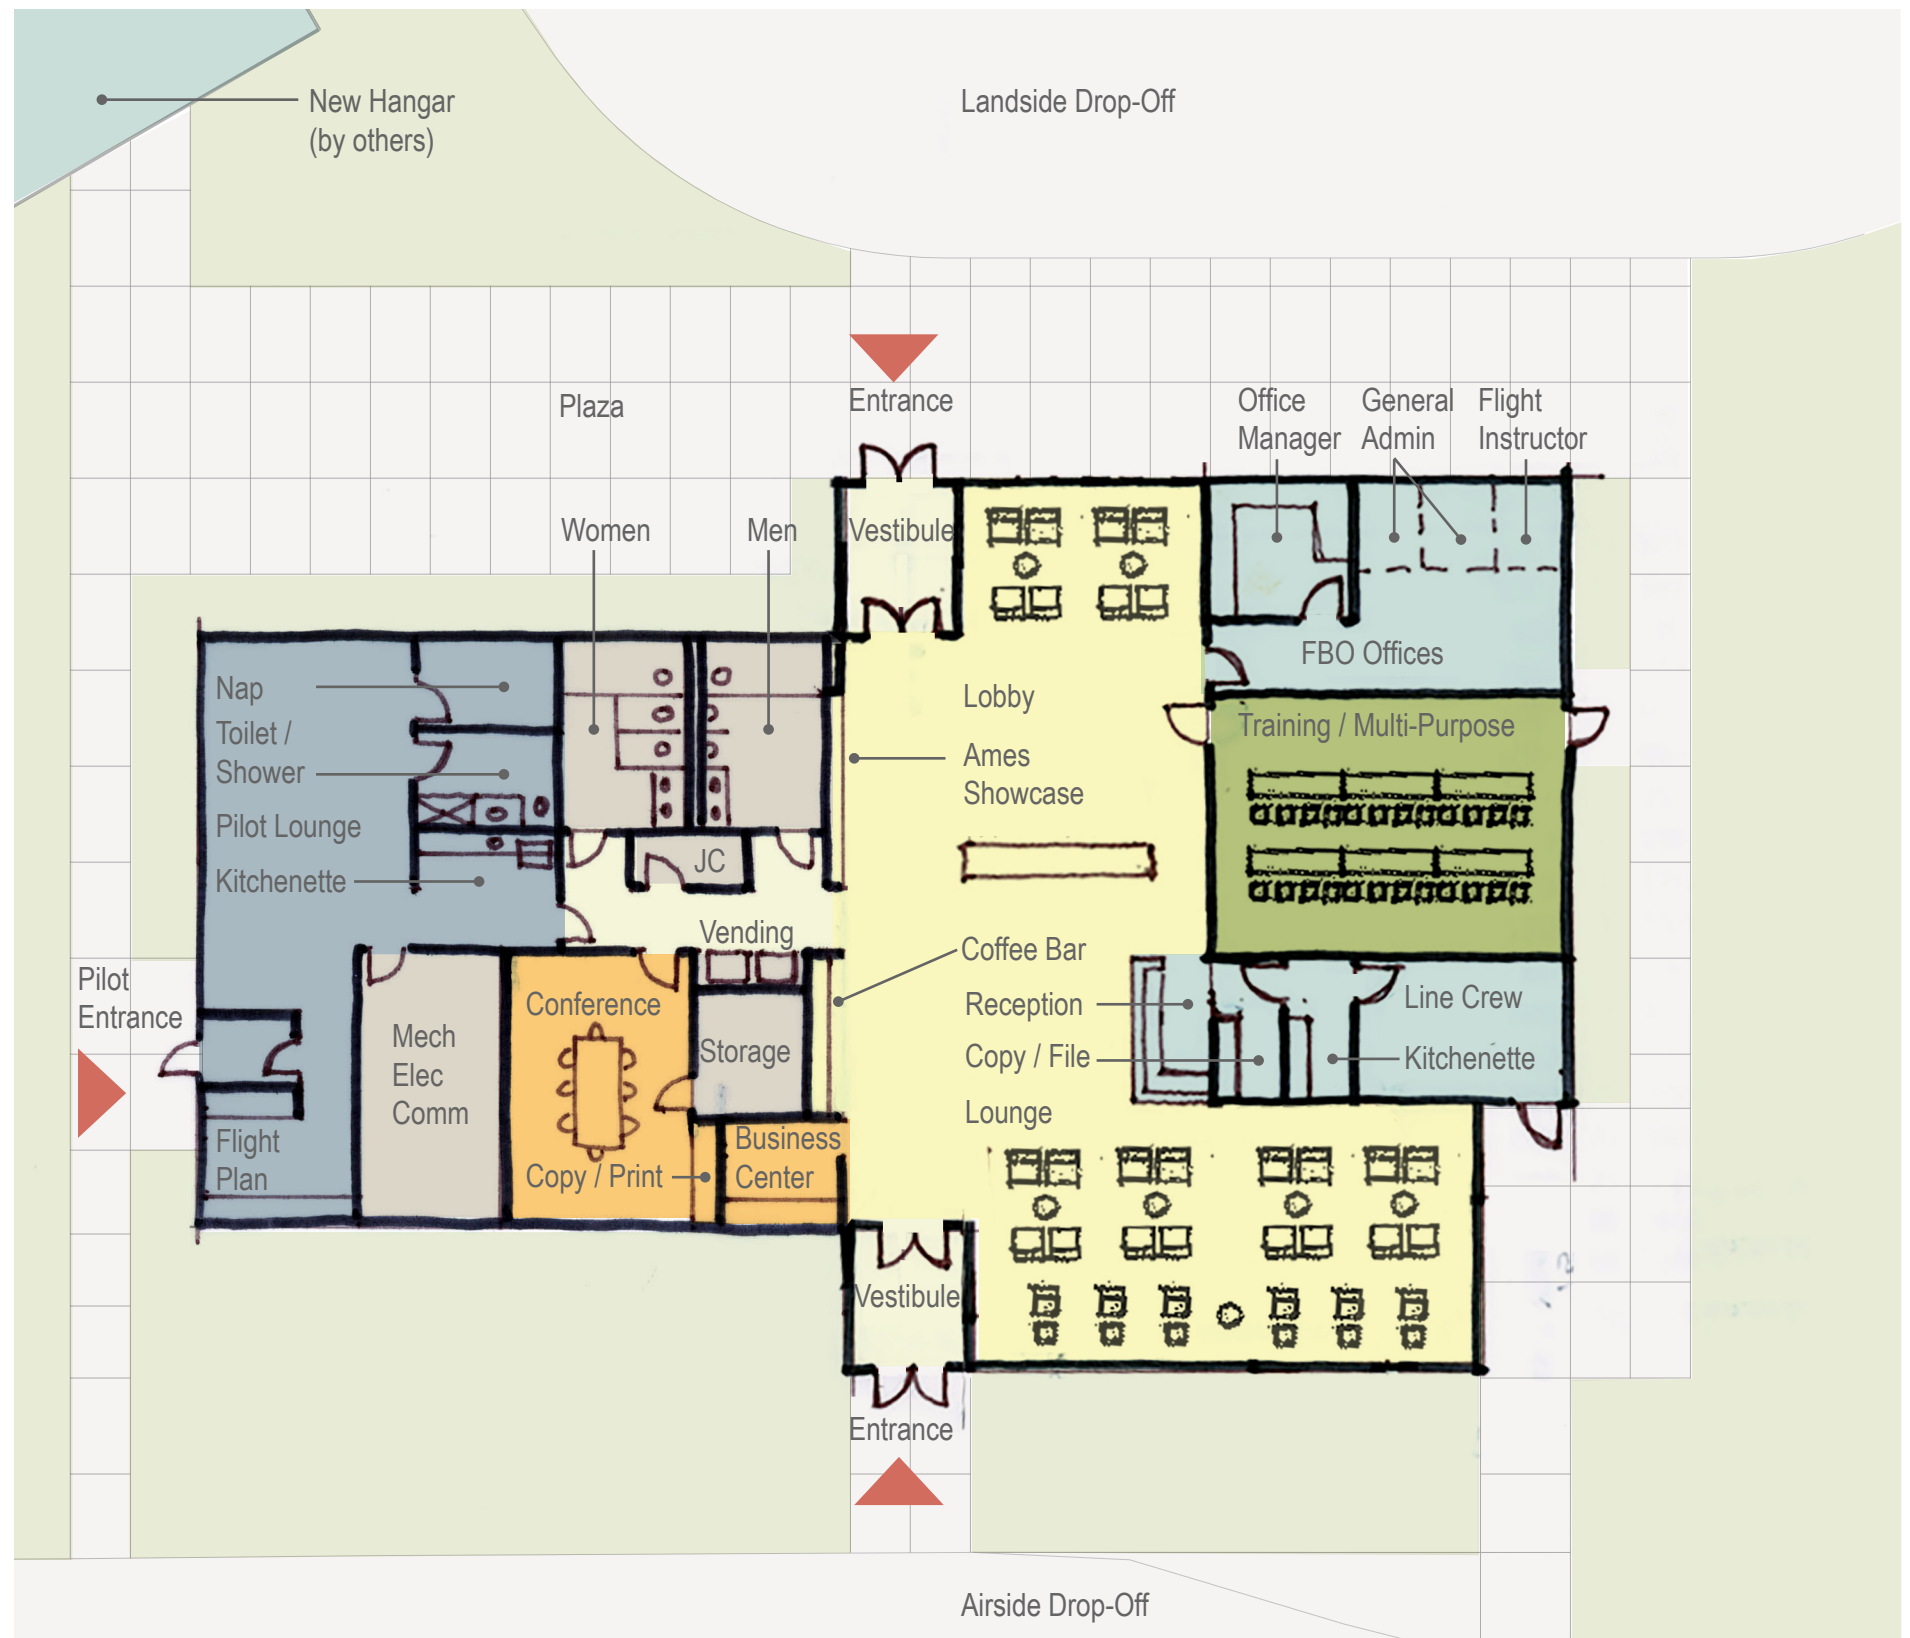 New Hangar
(by others)
Landside Drop-Off
Plaza
Entrance
Office
Manager
General
Admin
Flight
Instructor
Women
Men
Vestibule
Nap
Toilet /
Shower
Pilot Lounge
Kitchenette
JC
Vending
Lobby
Ames
Showcase
FBO Offices
Training / Multi-Purpose
Pilot
Entrance
Mech
Elec
Comm
Conference
Storage
Coffee Bar
Reception
Copy / File
Lounge
Line Crew
Kitchenette
Flight
Plan
Copy / Print
Business
Center
Vestibule
Entrance
Airside Drop-Off